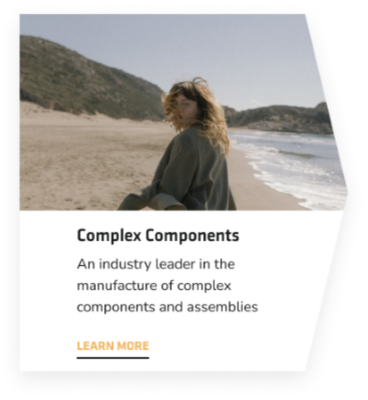 Complex Components
An industry leader in the
manufacture of complex
components and assemblies
LEARN MORE